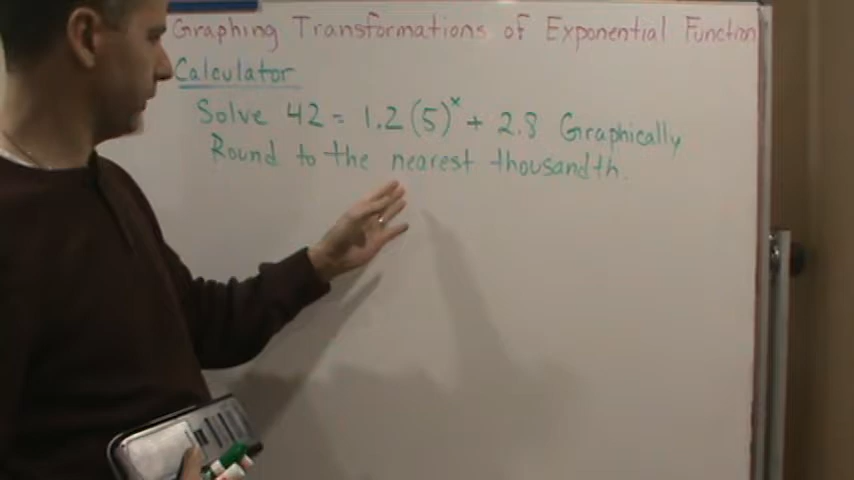 Graphing Transformations of Exponential Function
Calculator
Solve 42 = 1.2(5)^x + 2.8 Graphically
Round to the nearest thousandth.